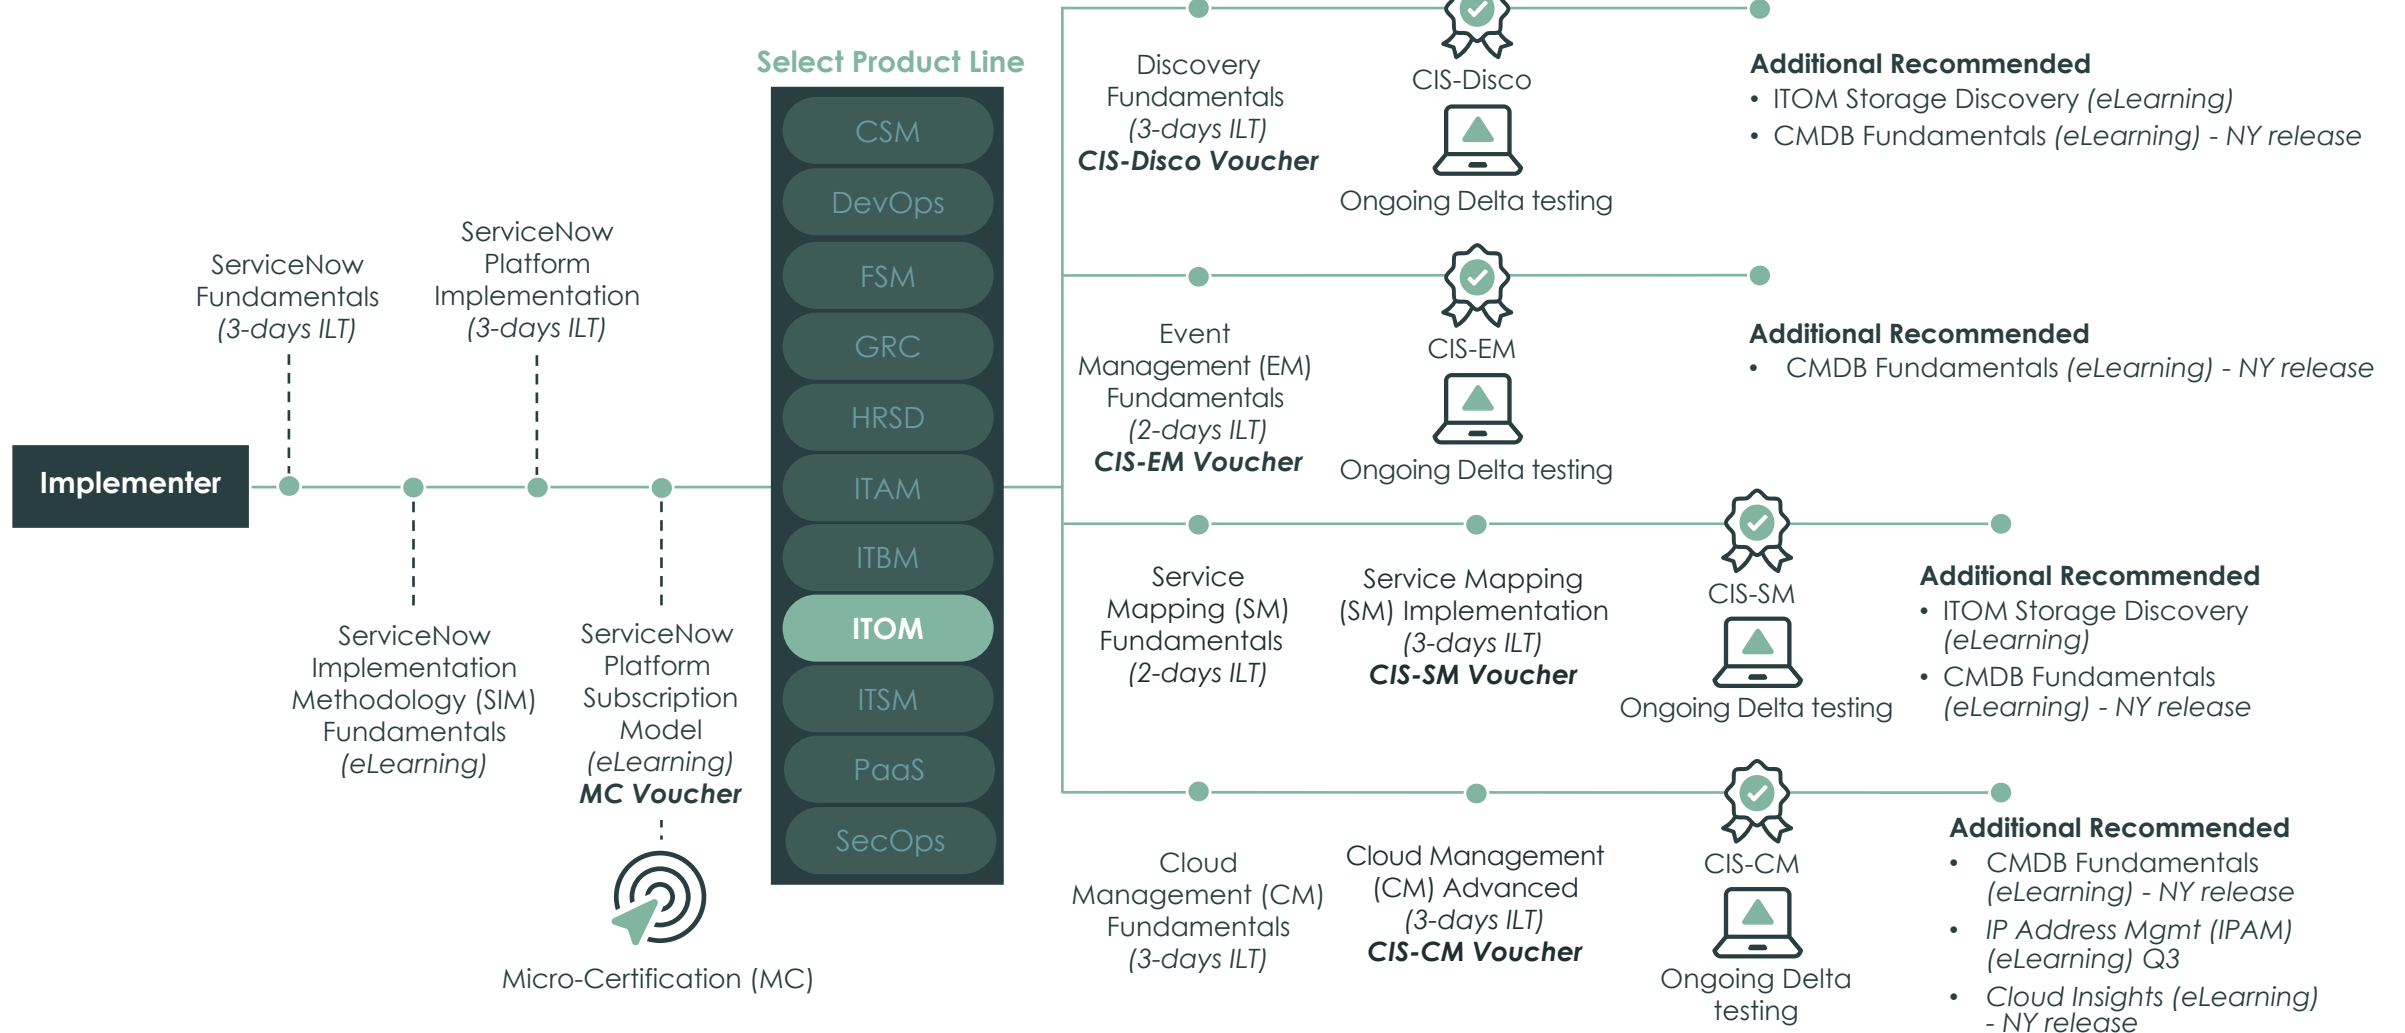 Select Product Line
CSM
DevOps
FSM
GRC
HRSD
ITAM
ITBM
ITOM
ITSM
PaaS
SecOps
Implementer
ServiceNow
Fundamentals
(3-days ILT)
ServiceNow
Implementation
Methodology (SIM)
Fundamentals
(eLearning)
ServiceNow
Platform
Implementation
(3-days ILT)
ServiceNow
Platform
Subscription
Model
(eLearning)
MC Voucher
Micro-Certification (MC)
Discovery
Fundamentals
(3-days ILT)
CIS-Disco Voucher
CIS-Disco
Ongoing Delta testing
Additional Recommended
• ITOM Storage Discovery (eLearning)
• CMDB Fundamentals (eLearning) - NY release
Event
Management (EM)
Fundamentals
(2-days ILT)
CIS-EM Voucher
CIS-EM
Ongoing Delta testing
Additional Recommended
• CMDB Fundamentals (eLearning) - NY release
Service
Mapping (SM)
Fundamentals
(2-days ILT)
Service Mapping
(SM) Implementation
(3-days ILT)
CIS-SM Voucher
CIS-SM
Ongoing Delta testing
Additional Recommended
• ITOM Storage Discovery
(eLearning)
• CMDB Fundamentals
(eLearning) - NY release
Cloud
Management (CM)
Fundamentals
(3-days ILT)
Cloud Management
(CM) Advanced
(3-days ILT)
CIS-CM Voucher
CIS-CM
Ongoing Delta
testing
Additional Recommended
• CMDB Fundamentals
(eLearning) - NY release
• IP Address Mgmt (IPAM)
(eLearning) Q3
• Cloud Insights (eLearning)
- NY release